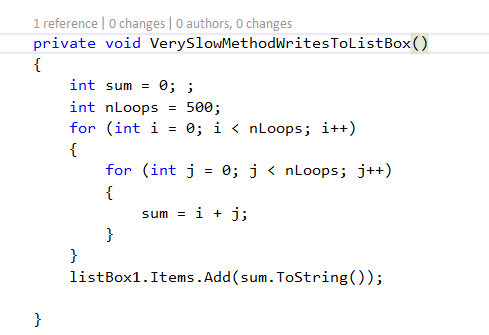 1 reference | 0 changes | 0 authors, 0 changes
private void VerySlowMethodWritesToListBox()
{
    int sum = 0; ;
    int nLoops = 500;
    for (int i = 0; i < nLoops; i++)
    {
        for (int j = 0; j < nLoops; j++)
        {
            sum = i + j;
        }
    }
    listBox1.Items.Add(sum.ToString());
}